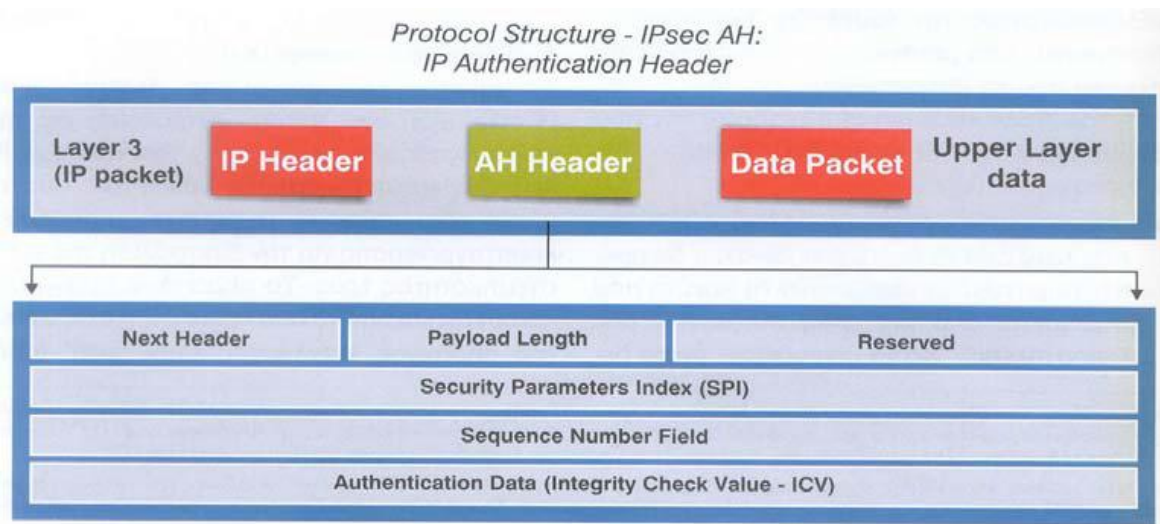 Protocol Structure - IPsec AH:
IP Authentication Header
Layer 3
(IP packet)
IP Header
AH Header
Data Packet
Upper Layer
data
Next Header
Payload Length
Reserved
Security Parameters Index (SPI)
Sequence Number Field
Authentication Data (Integrity Check Value - ICV)